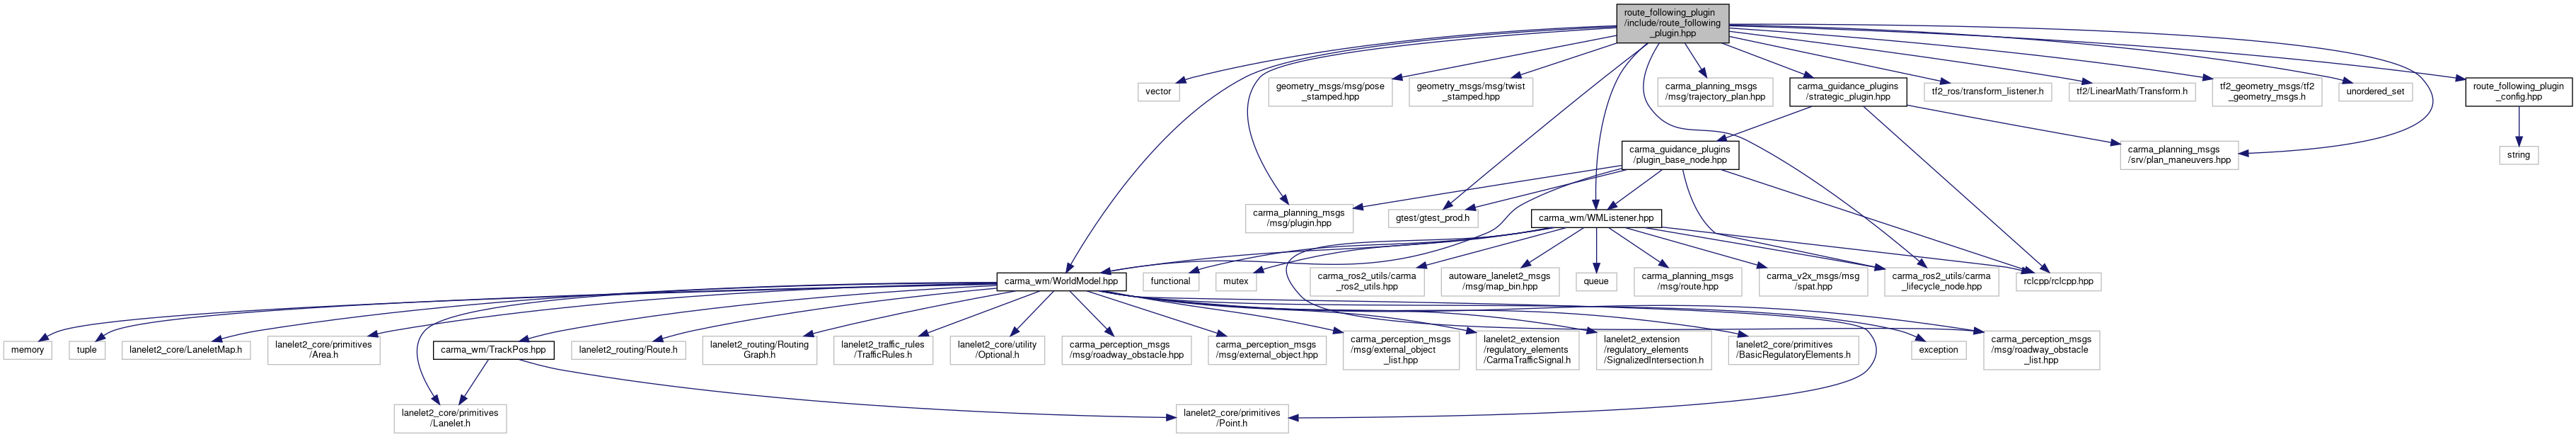 route_following_plugin
/include/route_following
_plugin.hpp
vector
geometry_msgs/msg/pose
_stamped.hpp
geometry_msgs/msg/twist
_stamped.hpp
carma_planning_msgs
/msg/trajectory_plan.hpp
carma_guidance_plugins
/strategic_plugin.hpp
tf2_ros/transform_listener.h
tf2/LinearMath/Transform.h
tf2_geometry_msgs/tf2
_geometry_msgs.h
unordered_set
route_following_plugin
_config.hpp
carma_guidance_plugins
/plugin_base_node.hpp
carma_planning_msgs
/srv/plan_maneuvers.hpp
string
carma_planning_msgs
/msg/plugin.hpp
gtest/gtest_prod.h
carma_wm/WMListener.hpp
carma_wm/WorldModel.hpp
functional
mutex
carma_ros2_utils/carma
_ros2_utils.hpp
autoware_lanelet2_msgs
/msg/map_bin.hpp
queue
carma_planning_msgs
/msg/route.hpp
carma_v2x_msgs/msg
/spat.hpp
carma_ros2_utils/carma
_lifecycle_node.hpp
rclcpp/rclcpp.hpp
memory
tuple
lanelet2_core/LaneletMap.h
lanelet2_core/primitives
/Area.h
carma_wm/TrackPos.hpp
lanelet2_routing/Route.h
lanelet2_routing/Routing
Graph.h
lanelet2_traffic_rules
/TrafficRules.h
lanelet2_core/utility
/Optional.h
carma_perception_msgs
/msg/roadway_obstacle.hpp
carma_perception_msgs
/msg/external_object.hpp
carma_perception_msgs
/msg/external_object
_list.hpp
lanelet2_extension
/regulatory_elements
/CarmaTrafficSignal.h
lanelet2_extension
/regulatory_elements
/SignalizedIntersection.h
lanelet2_core/primitives
/BasicRegulatoryElements.h
exception
carma_perception_msgs
/msg/roadway_obstacle
_list.hpp
lanelet2_core/primitives
/Lanelet.h
lanelet2_core/primitives
/Point.h